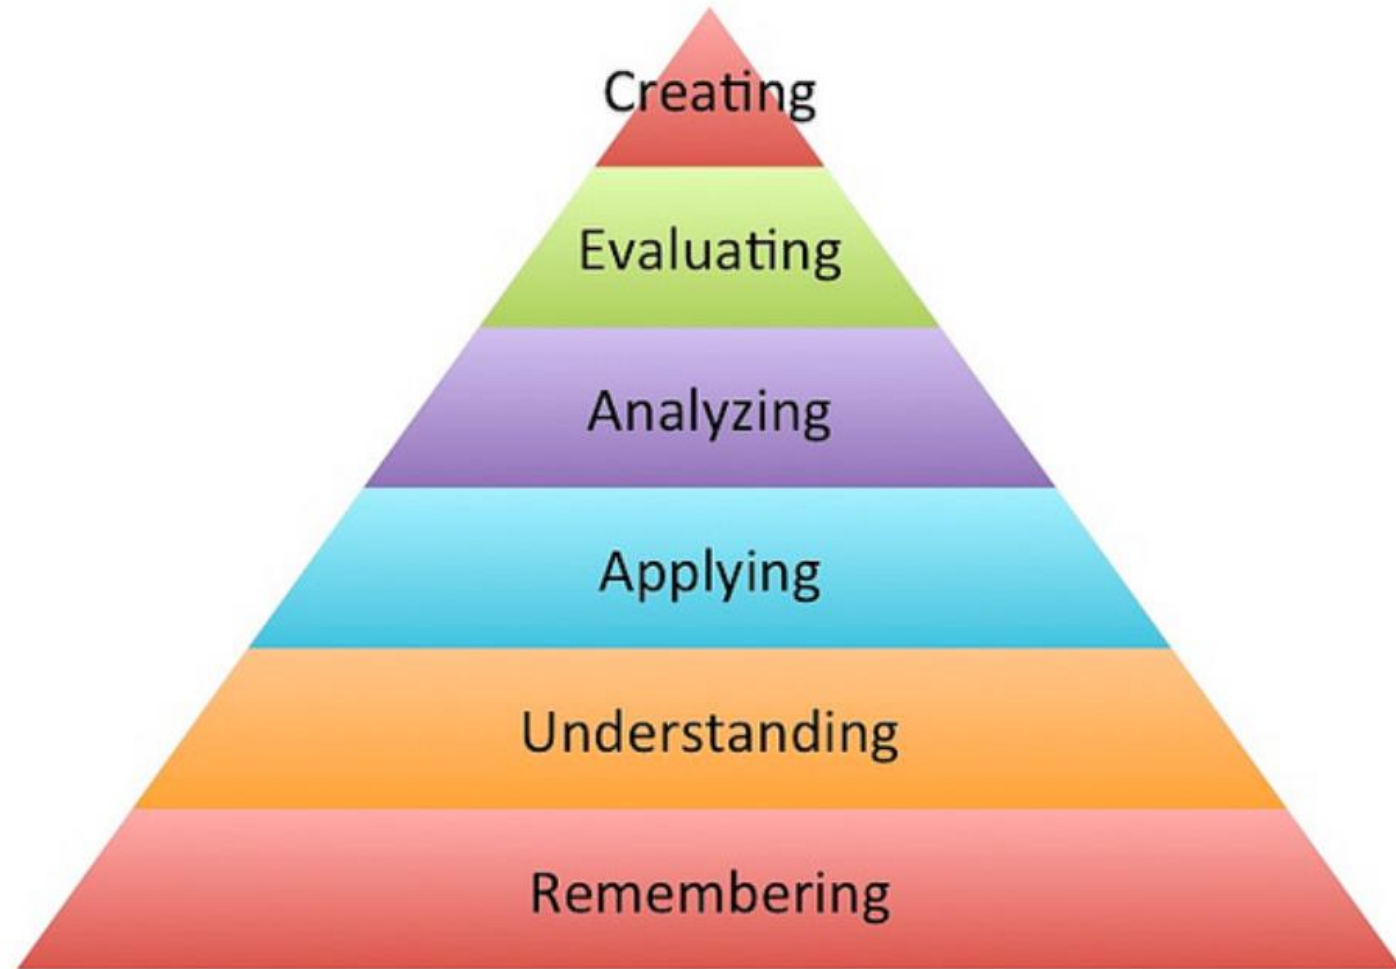 Creating
Evaluating
Analyzing
Applying
Understanding
Remembering